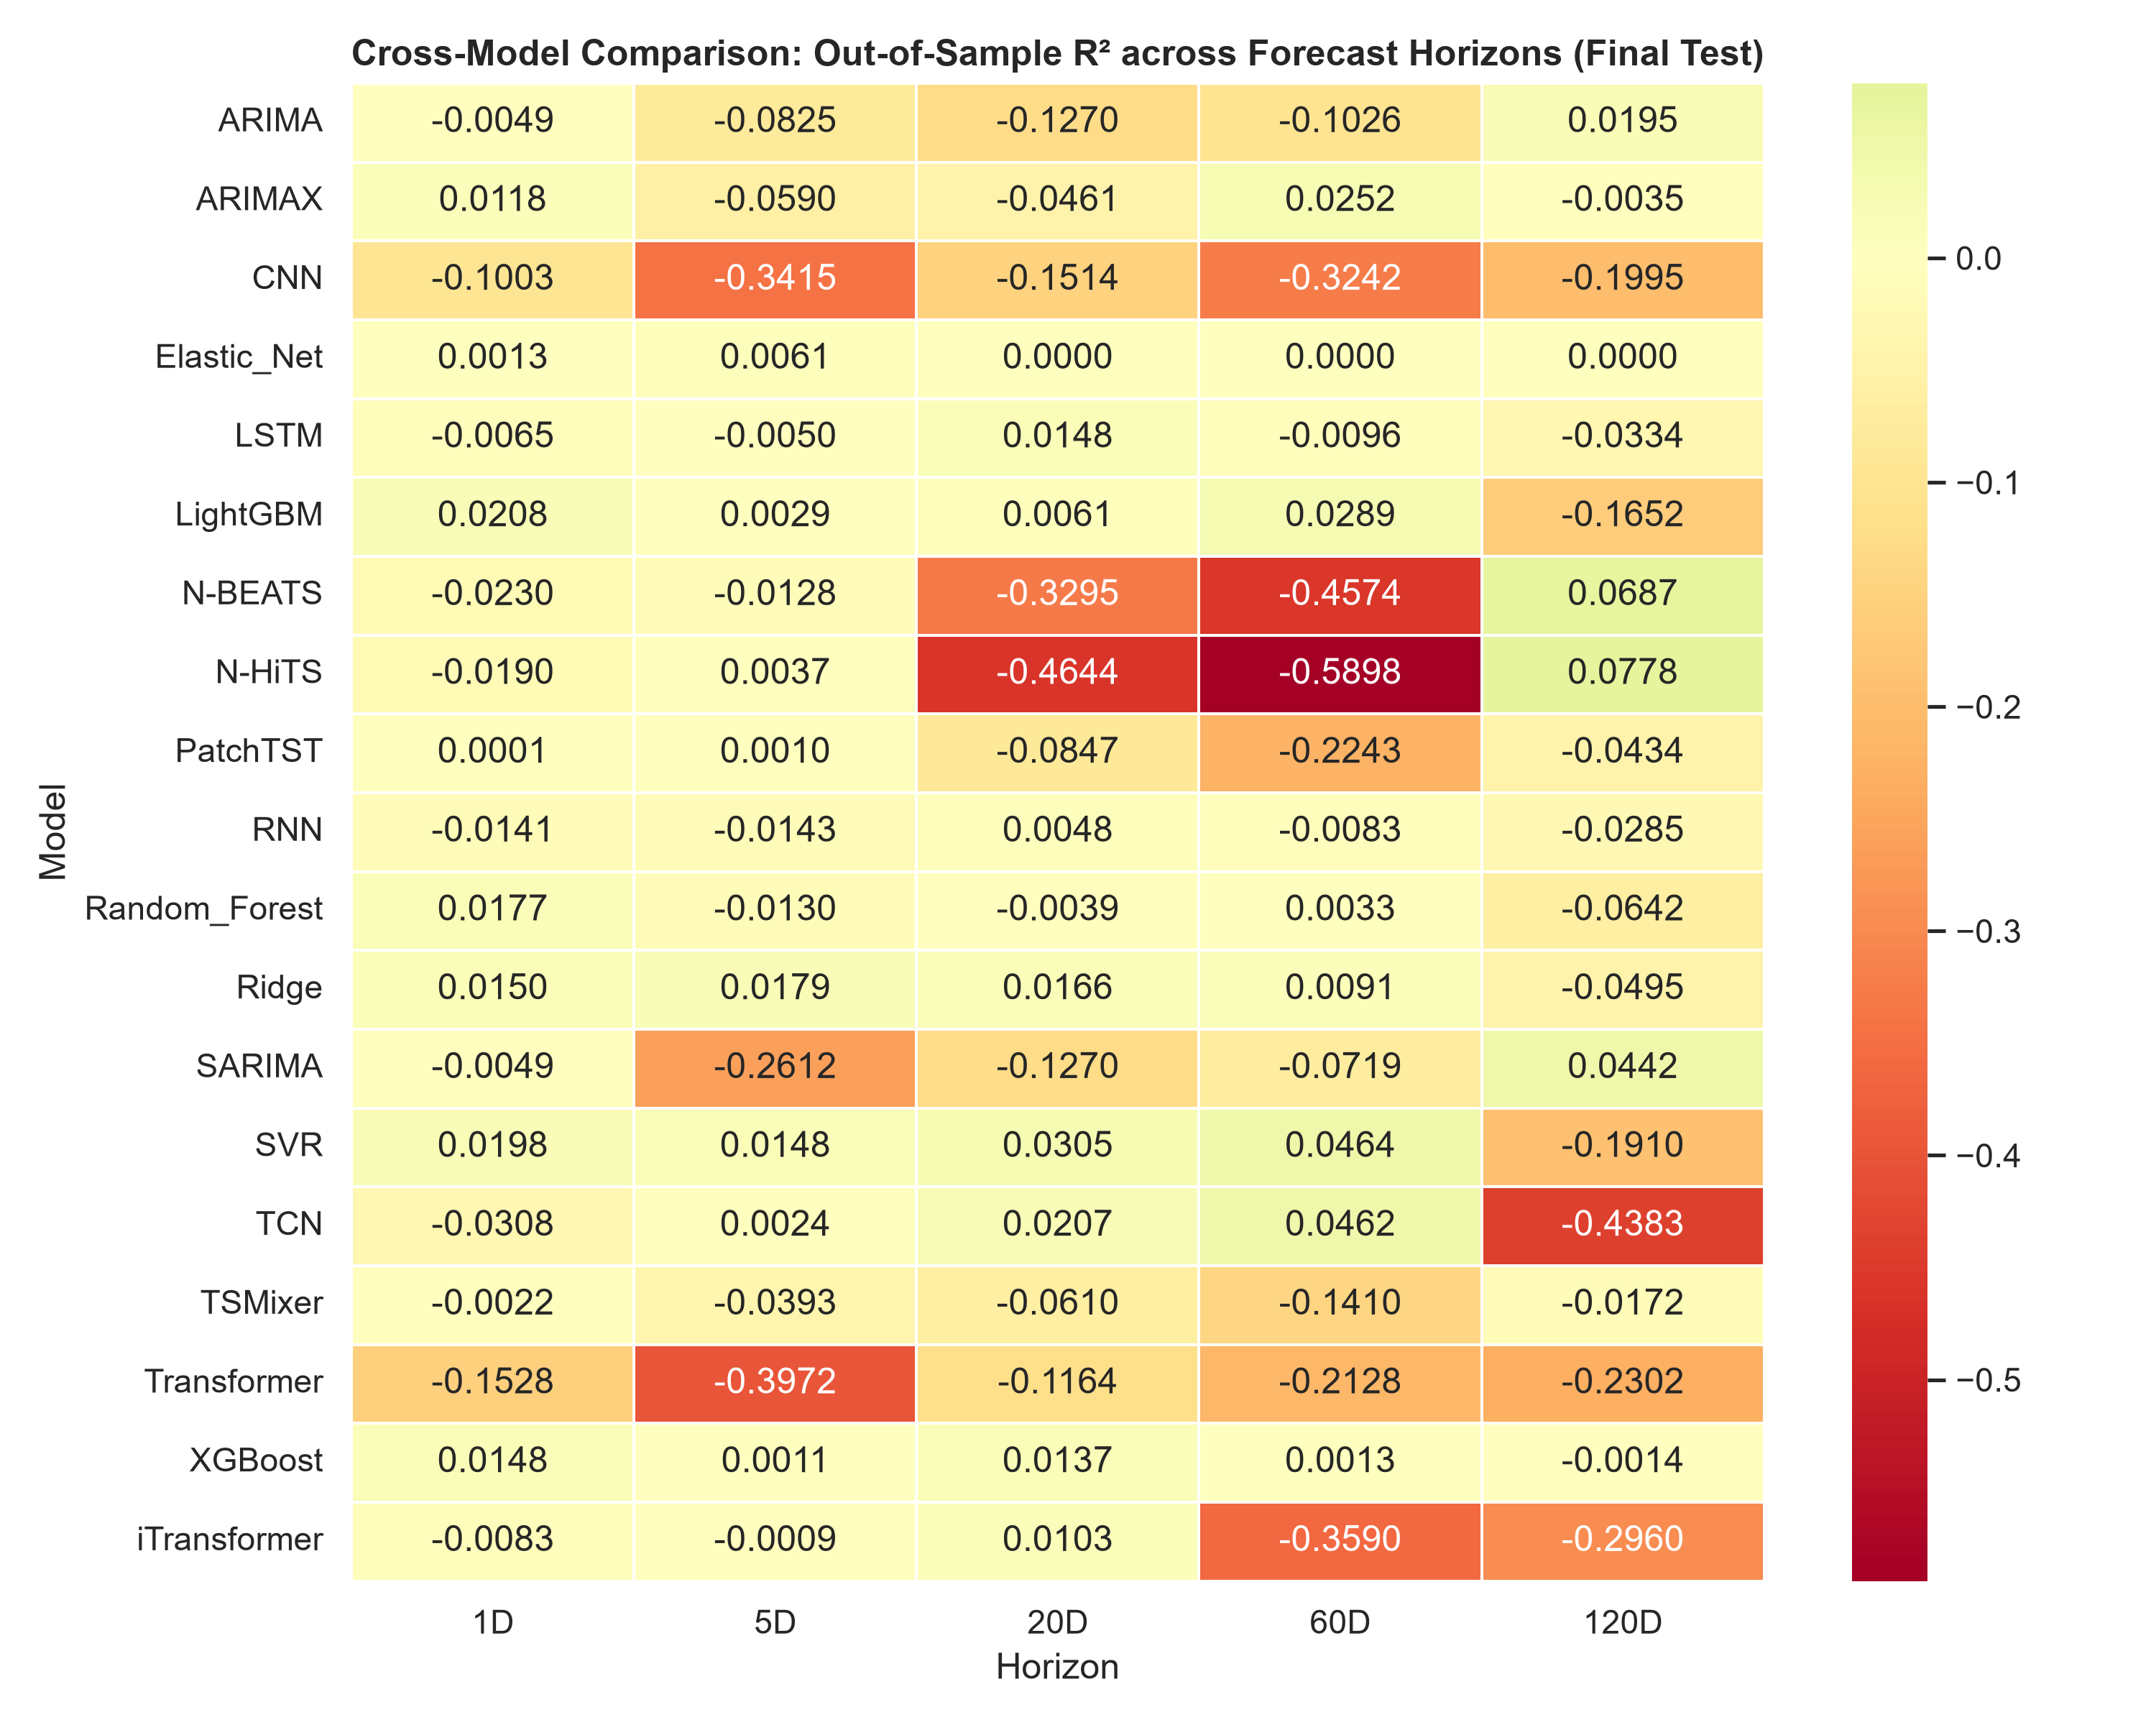 Cross-Model Comparison: Out-of-Sample R² across Forecast Horizons (Final Test)
ARIMA -0.0049 -0.0825 -0.1270 -0.1026 0.0195
ARIMAX 0.0118 -0.0590 -0.0461 0.0252 -0.0035
CNN -0.1003 -0.3415 -0.1514 -0.3242 -0.1995
Elastic_Net 0.0013 0.0061 0.0000 0.0000 0.0000
LSTM -0.0065 -0.0050 0.0148 -0.0096 -0.0334
LightGBM 0.0208 0.0029 0.0061 0.0289 -0.1652
N-BEATS -0.0230 -0.0128 -0.3295 -0.4574 0.0687
N-HiTS -0.0190 0.0037 -0.4644 -0.5898 0.0778
PatchTST 0.0001 0.0010 -0.0847 -0.2243 -0.0434
RNN -0.0141 -0.0143 0.0048 -0.0083 -0.0285
Random_Forest 0.0177 -0.0130 -0.0039 0.0033 -0.0642
Ridge 0.0150 0.0179 0.0166 0.0091 -0.0495
SARIMA -0.0049 -0.2612 -0.1270 -0.0719 0.0442
SVR 0.0198 0.0148 0.0305 0.0464 -0.1910
TCN -0.0308 0.0024 0.0207 0.0462 -0.4383
TSMixer -0.0022 -0.0393 -0.0610 -0.1410 -0.0172
Transformer -0.1528 -0.3972 -0.1164 -0.2128 -0.2302
XGBoost 0.0148 0.0011 0.0137 0.0013 -0.0014
iTransformer -0.0083 -0.0009 0.0103 -0.3590 -0.2960
1D 5D 20D 60D 120D
Horizon
Model
0.0
−0.1
−0.2
−0.3
−0.4
−0.5